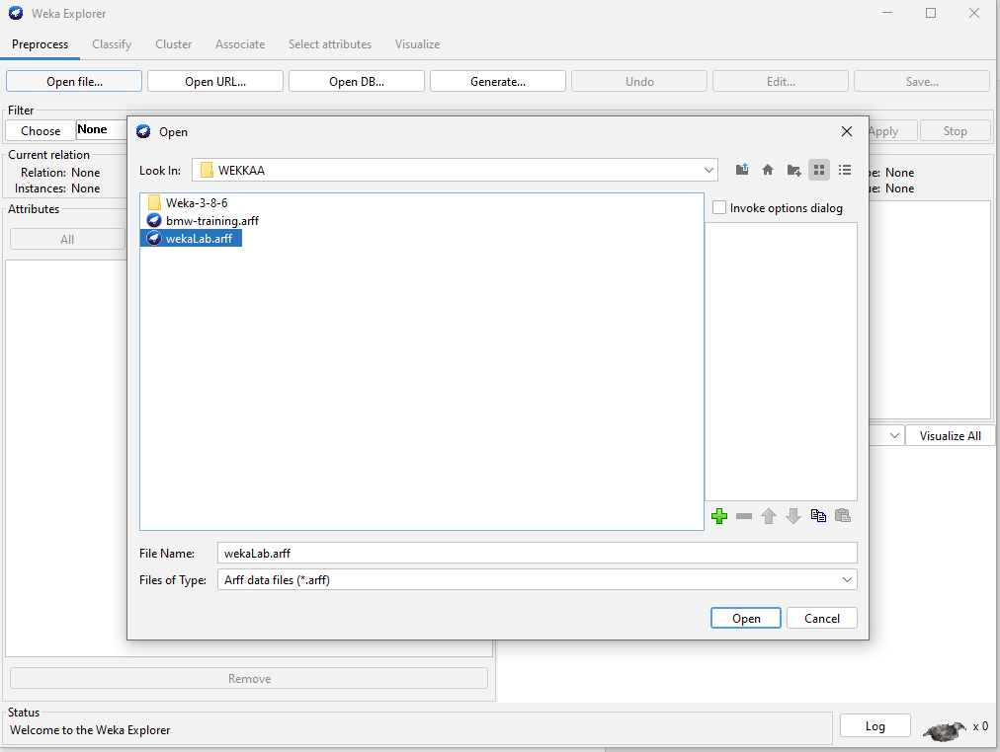 Weka Explorer
Preprocess Classify Cluster Associate Select attributes Visualize
Open file... Open URL... Open DB... Generate... Undo Edit... Save...
Filter
Choose None Apply Stop
Open
Current relation
Relation: None
Instances: None
pe: None
ue: None
Attributes
All
Look In: WEKKAA
Weka-3-8-6
bmw-training.arff
wekaLab.arff
Invoke options dialog
Visualize All
File Name: wekaLab.arff
Files of Type: Arff data files (*.arff)
Open Cancel
Remove
Status
Welcome to the Weka Explorer
Log x 0